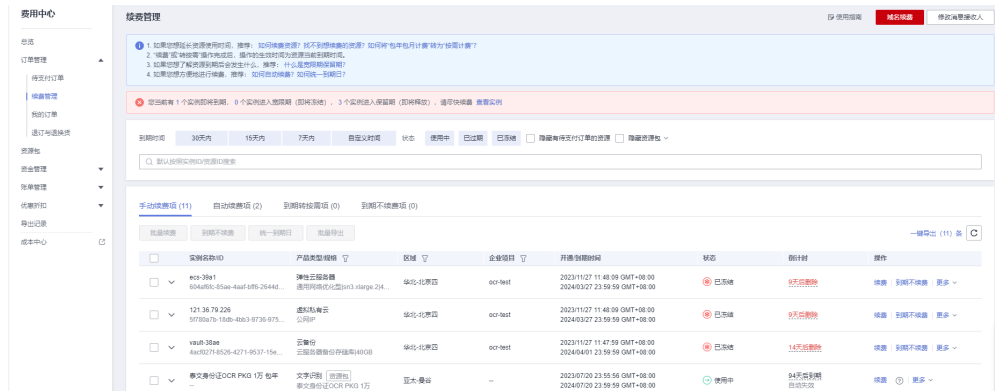 费用中心
总览
订单管理
待支付订单
续费管理
我的订单
退订与退换货
资源包
资金管理
账单管理
优惠折扣
导出记录
成本中心
续费管理
使用指南
域名续费
修改消息接收人
1. 如果您想延长资源使用时间，推荐： 如何续费资源？找不到想续费的资源？如何将“包年包月计费”转为“按需计费”？
2. “续费”或“转按需”操作完成后，操作的生效时间为资源当前到期时间。
3. 如果您想了解资源到期后会发生什么，推荐： 什么是宽限期保留期？
4. 如果您想方便地进行续费，推荐： 如何自动续费？如何统一到期日？
您当前有 1 个实例即将到期，0 个实例进入宽限期（即将冻结），3 个实例进入保留期（即将释放），请尽快续费 查看实例
到期时间 30天内 15天内 7天内 自定义时间 状态 使用中 已过期 已冻结 隐藏有待支付订单的资源 隐藏资源包
默认按照实例ID/资源ID搜索
手动续费项 (11) 自动续费项 (2) 到期转按需项 (0) 到期不续费项 (0)
批量续费 到期不续费 统一到期日 批量导出 一键导出（11）条
实例名称/ID 产品类型/规格 区域 企业项目 开通/到期时间 状态 倒计时 操作
ecs-39a1 弹性云服务器 华北-北京四 ocr-test 2023/11/27 11:48:09 GMT+08:00 已冻结 9天后删除 续费 到期不续费 更多
604af6fc-85ae-4aaf-bff6-2644d... 通用网络优化型|sn3.xlarge.2|4... 2024/03/27 23:59:59 GMT+08:00
121.36.79.226 虚拟私有云 华北-北京四 ocr-test 2023/11/27 11:48:09 GMT+08:00 已冻结 9天后删除 续费 到期不续费 更多
5f780a7b-18db-4bb3-9736-975... 公网IP 2024/03/27 23:59:59 GMT+08:00
vault-38ae 云备份 华北-北京四 ocr-test 2023/11/27 11:47:59 GMT+08:00 已冻结 14天后删除 续费 到期不续费 更多
4acf027f-8526-4271-9537-15e... 云服务器备份存储库|40GB 2024/04/01 23:59:59 GMT+08:00
泰文身份证OCR PKG 1万 包年 文字识别 资源包 亚太-曼谷 -- 2023/07/20 20:55:56 GMT+08:00 使用中 94天后到期 续费 更多
-- 泰文身份证OCR PKG 1万 2024/07/20 23:59:59 GMT+08:00 自动失效